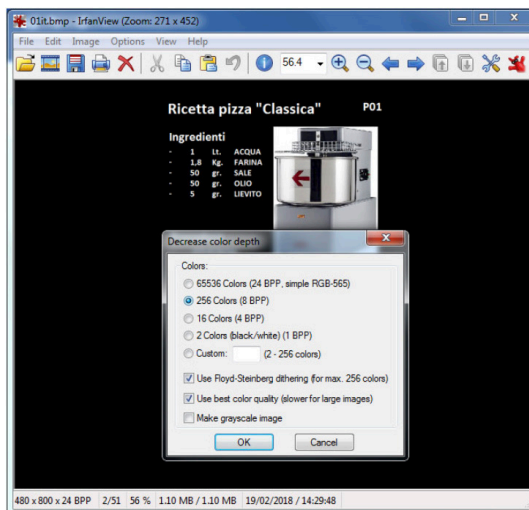 01it.bmp - IrfanView (Zoom: 271 x 452)
File Edit Image Options View Help
56.4
Ricetta pizza "Classica" P01
Ingredienti
- 1 Lt. ACQUA
- 1,8 Kg. FARINA
- 50 gr. SALE
- 50 gr. OLIO
- 5 gr. LIEVITO
Decrease color depth
Colors:
65536 Colors (24 BPP, simple RGB-565)
256 Colors (8 BPP)
16 Colors (4 BPP)
2 Colors (black/white) (1 BPP)
Custom: (2 - 256 colors)
Use Floyd-Steinberg dithering (for max. 256 colors)
Use best color quality (slower for large images)
Make grayscale image
OK Cancel
480 x 800 x 24 BPP 2/51 56 % 1.10 MB / 1.10 MB 19/02/2018 / 14:29:48